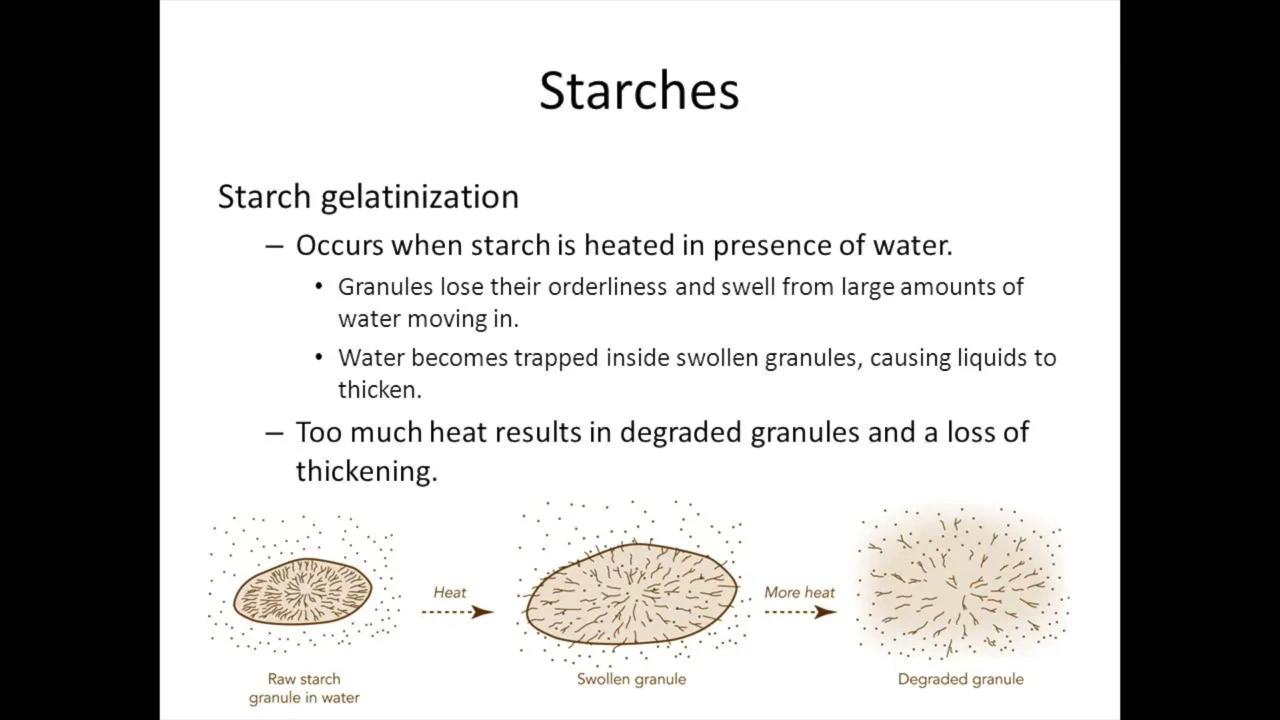 Starches
Starch gelatinization
– Occurs when starch is heated in presence of water.
• Granules lose their orderliness and swell from large amounts of
water moving in.
• Water becomes trapped inside swollen granules, causing liquids to
thicken.
– Too much heat results in degraded granules and a loss of
thickening.
Heat
More heat
Raw starch
granule in water
Swollen granule
Degraded granule